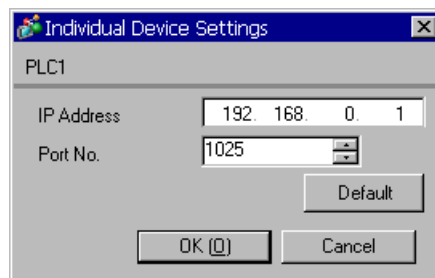 Individual Device Settings
PLC1
IP Address 192. 168. 0. 1
Port No. 1025
Default
OK (O) Cancel